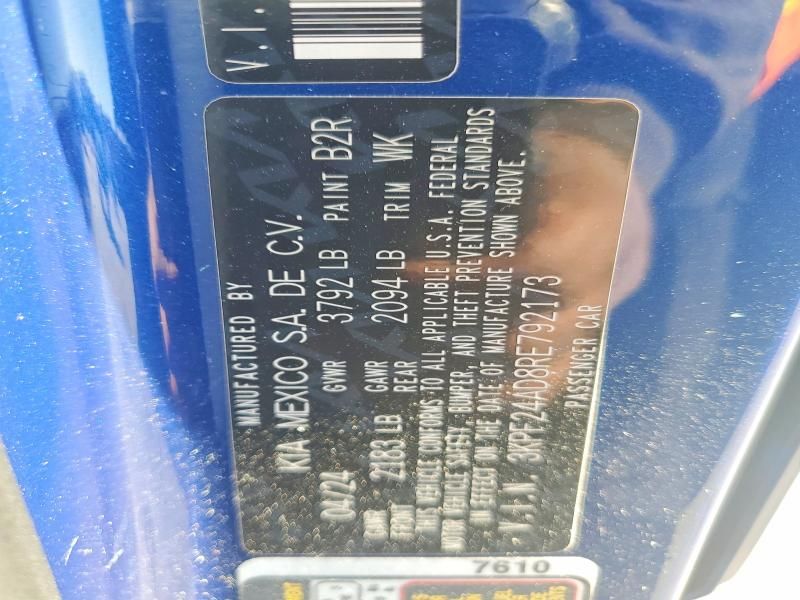 V.I.
MANUFACTURED BY
KIA MEXICO S.A. DE C.V.
04/24 GVWR 3792 LB PAINT B2R
GAWR FRONT 2183 LB GAWR REAR 2094 LB TRIM WK
THIS VEHICLE CONFORMS TO ALL APPLICABLE U.S.A. FEDERAL
MOTOR VEHICLE SAFETY, BUMPER, AND THEFT PREVENTION STANDARDS
IN EFFECT ON THE DATE OF MANUFACTURE SHOWN ABOVE.
V.I.N. 3KPF24AD8RE792173
PASSENGER CAR
7610